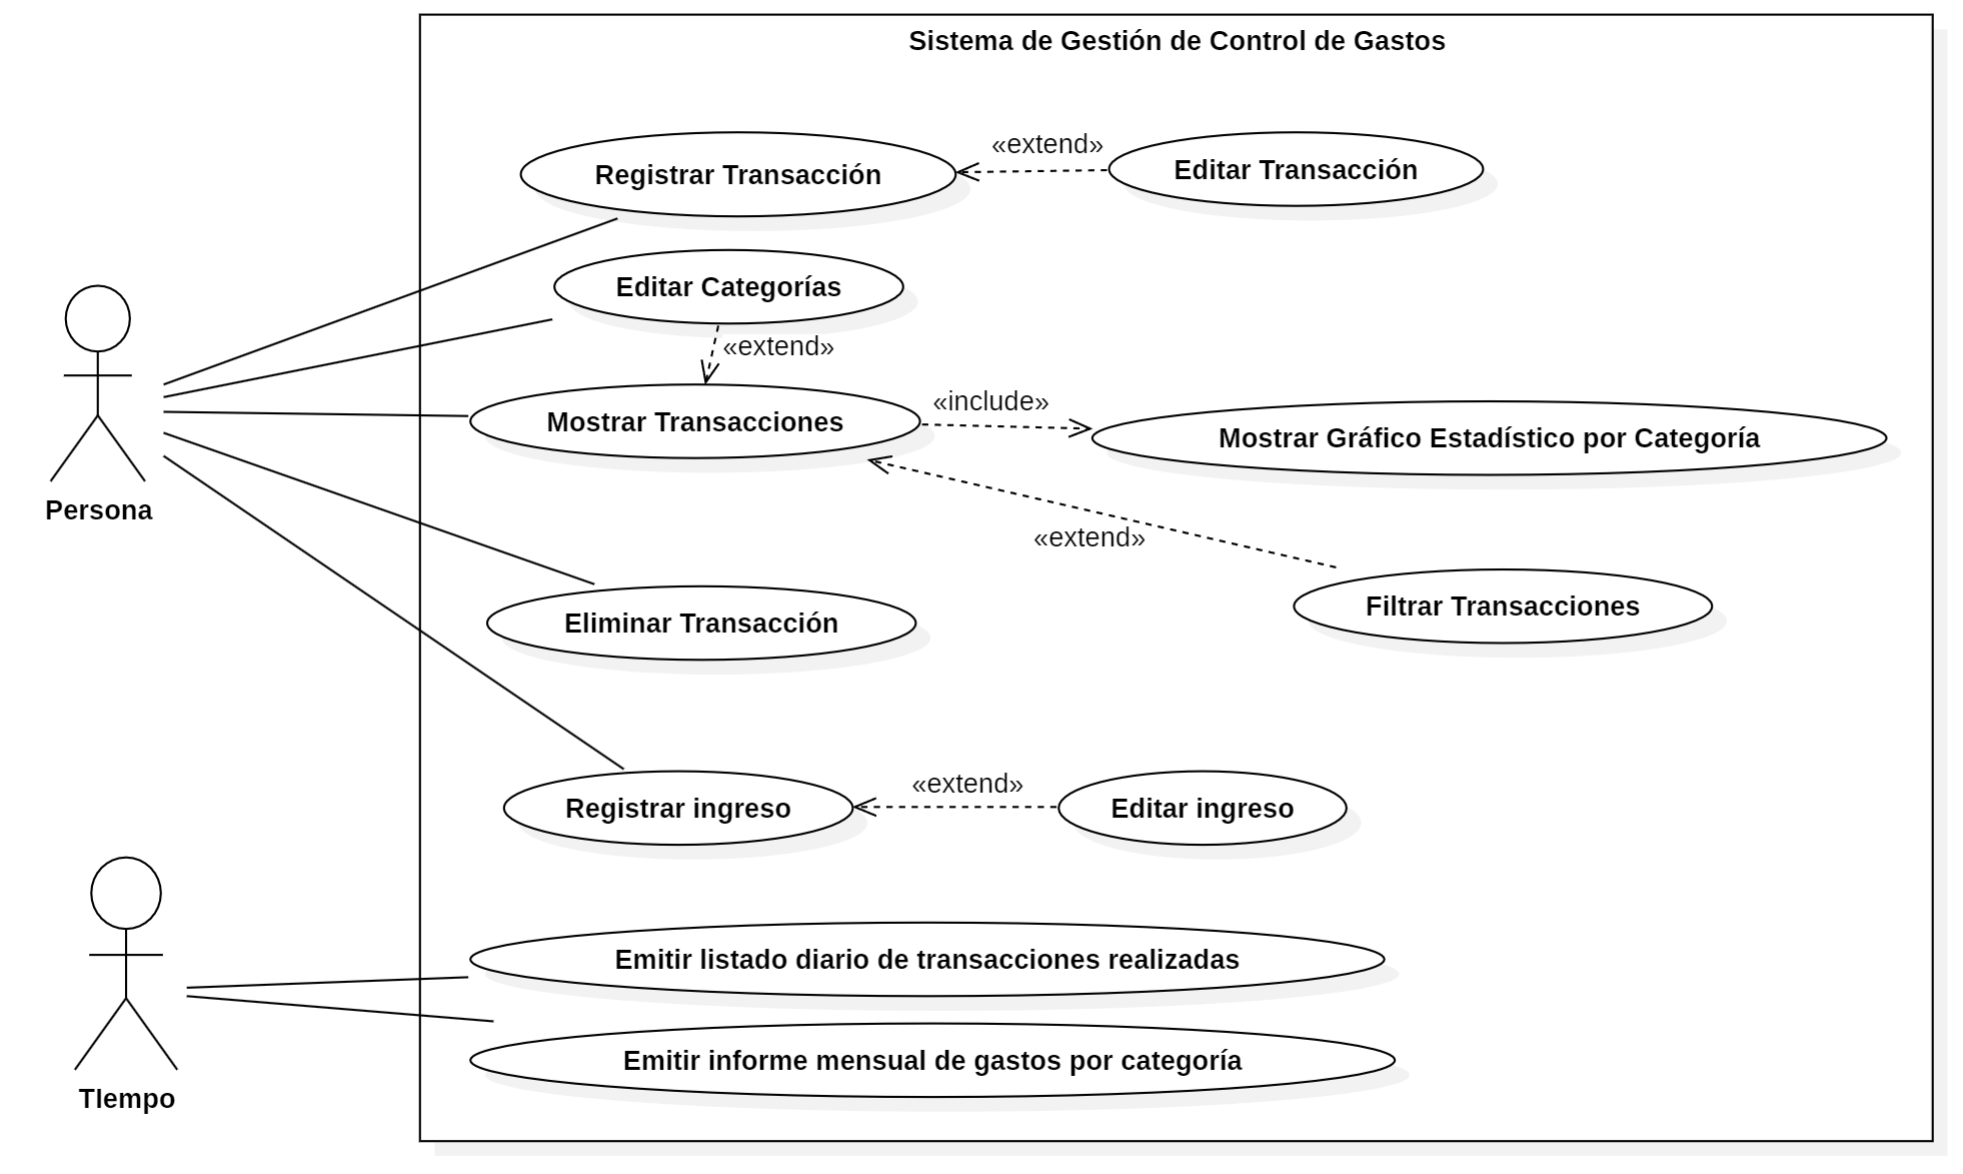 Sistema de Gestión de Control de Gastos
«extend»
Registrar Transacción
Editar Transacción
Editar Categorías
«extend»
«include»
Mostrar Transacciones
Mostrar Gráfico Estadístico por Categoría
Persona
«extend»
Filtrar Transacciones
Eliminar Transacción
«extend»
Registrar ingreso
Editar ingreso
Emitir listado diario de transacciones realizadas
Emitir informe mensual de gastos por categoría
TIempo